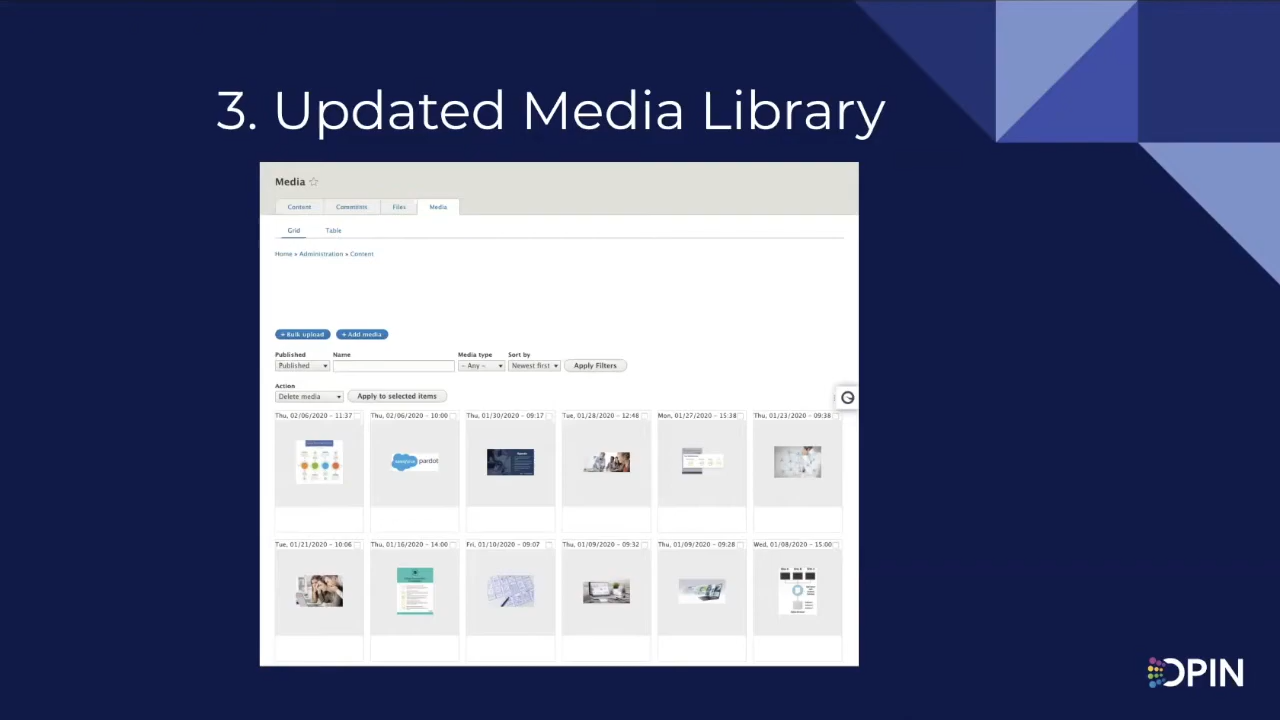 3. Updated Media Library
Media
Content Comments Files Media
Grid Table
Home » Administration » Content
+ Bulk upload + Add media
Published Name Media type Sort by
Published - Any - Newest first Apply Filters
Action
Delete media Apply to selected items
Thu, 02/06/2020 - 11:37 Thu, 02/06/2020 - 10:00 Thu, 01/30/2020 - 09:17 Tue, 01/28/2020 - 12:48 Mon, 01/27/2020 - 15:38 Thu, 01/23/2020 - 09:38
pardot
Tue, 01/21/2020 - 10:06 Thu, 01/16/2020 - 14:00 Fri, 01/10/2020 - 09:07 Thu, 01/09/2020 - 09:32 Thu, 01/09/2020 - 09:28 Wed, 01/08/2020 - 15:00
OPIN